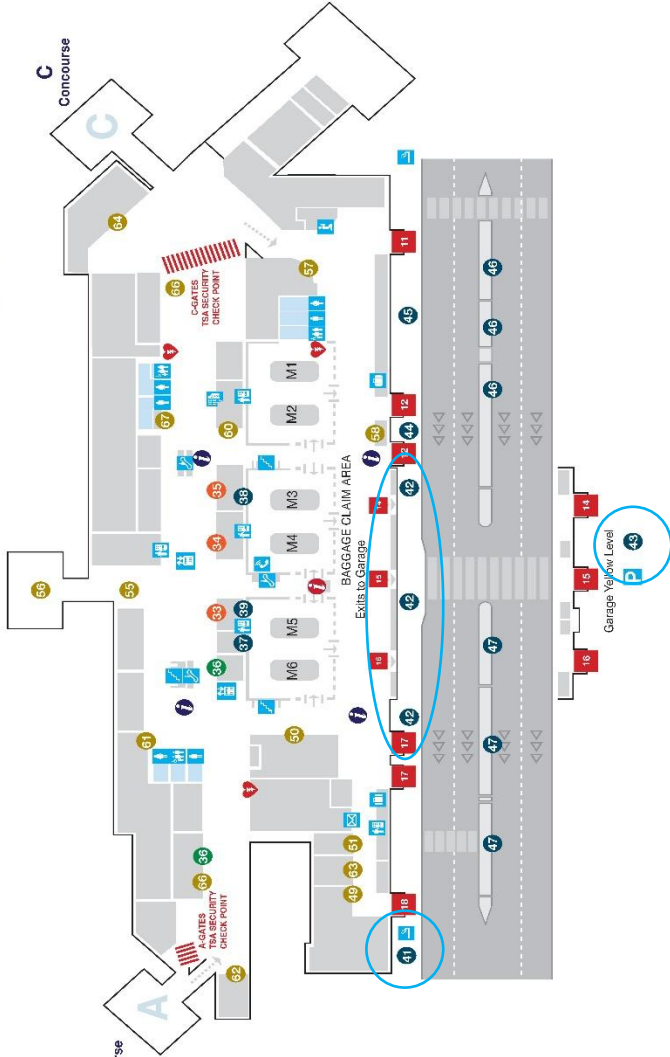 C
Concourse
C
64
66
C-GATES
TSA SECURITY
CHECK POINT
57
11
46
45
67
60
M1
M2
58
12
44
12
46
46
56
55
35
38
34
M3
M4
BAGGAGE CLAIM AREA
Exits to Garage
14
15
16
42
42
42
33
39
37
36
M5
M6
14
15
16
Garage Yellow Level
43
P
61
50
17
17
47
47
47
36
66
A-GATES
TSA SECURITY
CHECK POINT
51
63
49
18
41
62
A
rse